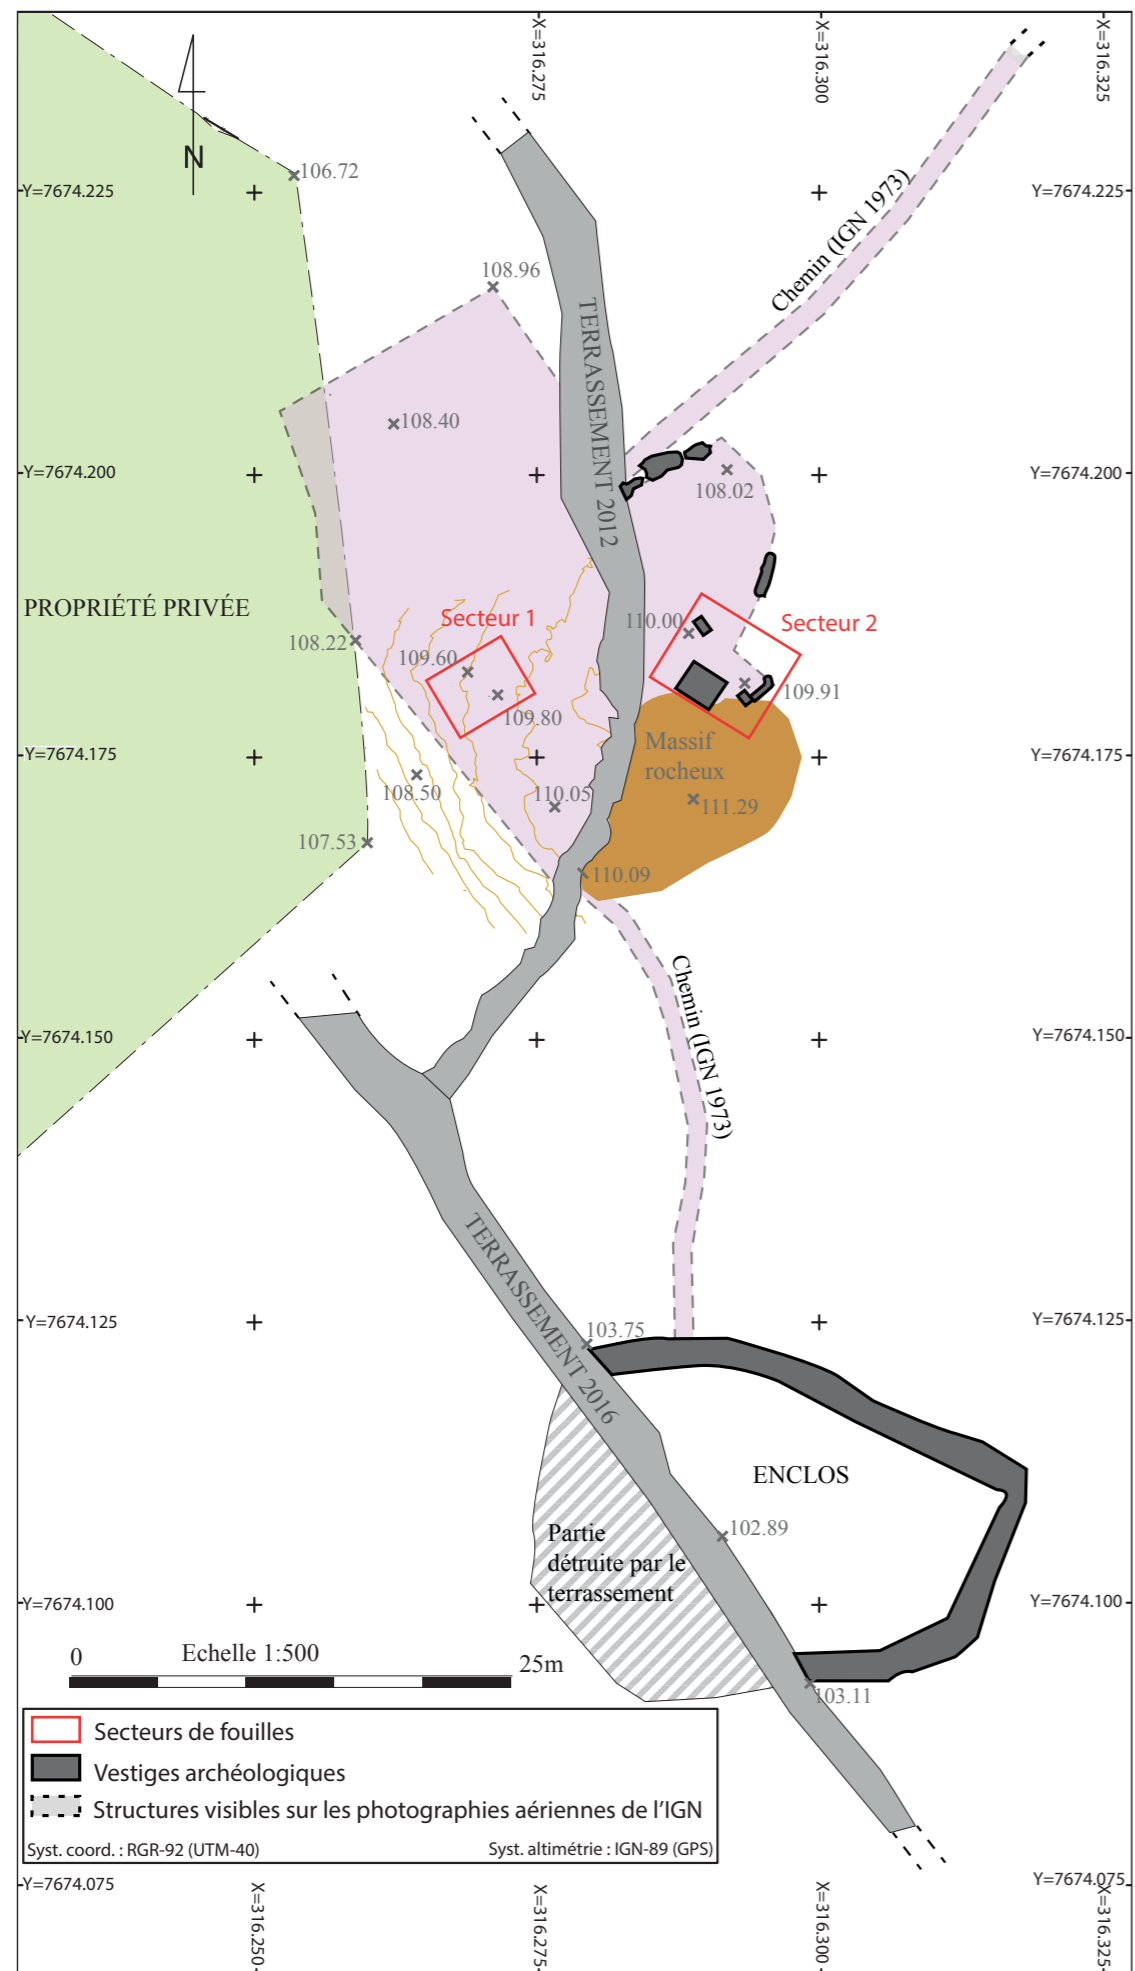 X=316.275
X=316.300
X=316.325
N
106.72
Y=7674.225
Y=7674.225
Chemin (IGN 1973)
108.96
TERRASSEMENT 2012
108.40
Y=7674.200
Y=7674.200
108.02
PROPRIÉTÉ PRIVÉE
Secteur 1
110.00
Secteur 2
108.22
109.60
109.91
109.80
Massif
rocheux
Y=7674.175
Y=7674.175
108.50
110.05
111.29
107.53
110.09
Chemin (IGN 1973)
Y=7674.150
Y=7674.150
TERRASSEMENT 2016
Y=7674.125
103.75
Y=7674.125
ENCLOS
102.89
Partie
détruite par le
terrassement
Y=7674.100
Y=7674.100
Echelle 1:500
0
25m
103.11
Secteurs de fouilles
Vestiges archéologiques
Structures visibles sur les photographies aériennes de l’IGN
Syst. coord. : RGR-92 (UTM-40)
Syst. altimétrie : IGN-89 (GPS)
Y=7674.075
Y=7674.075
X=316.250
X=316.275
X=316.300
X=316.325